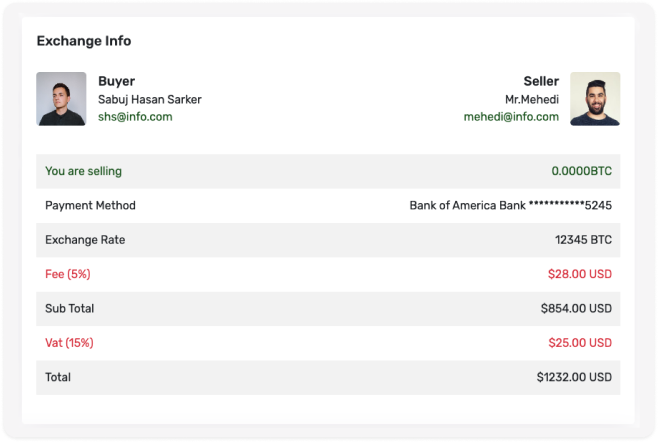 Exchange Info
Buyer
Sabuj Hasan Sarker
shs@info.com
Seller
Mr.Mehedi
mehedi@info.com
You are selling 0.0000BTC
Payment Method Bank of America Bank ***********5245
Exchange Rate 12345 BTC
Fee (5%) $28.00 USD
Sub Total $854.00 USD
Vat (15%) $25.00 USD
Total $1232.00 USD